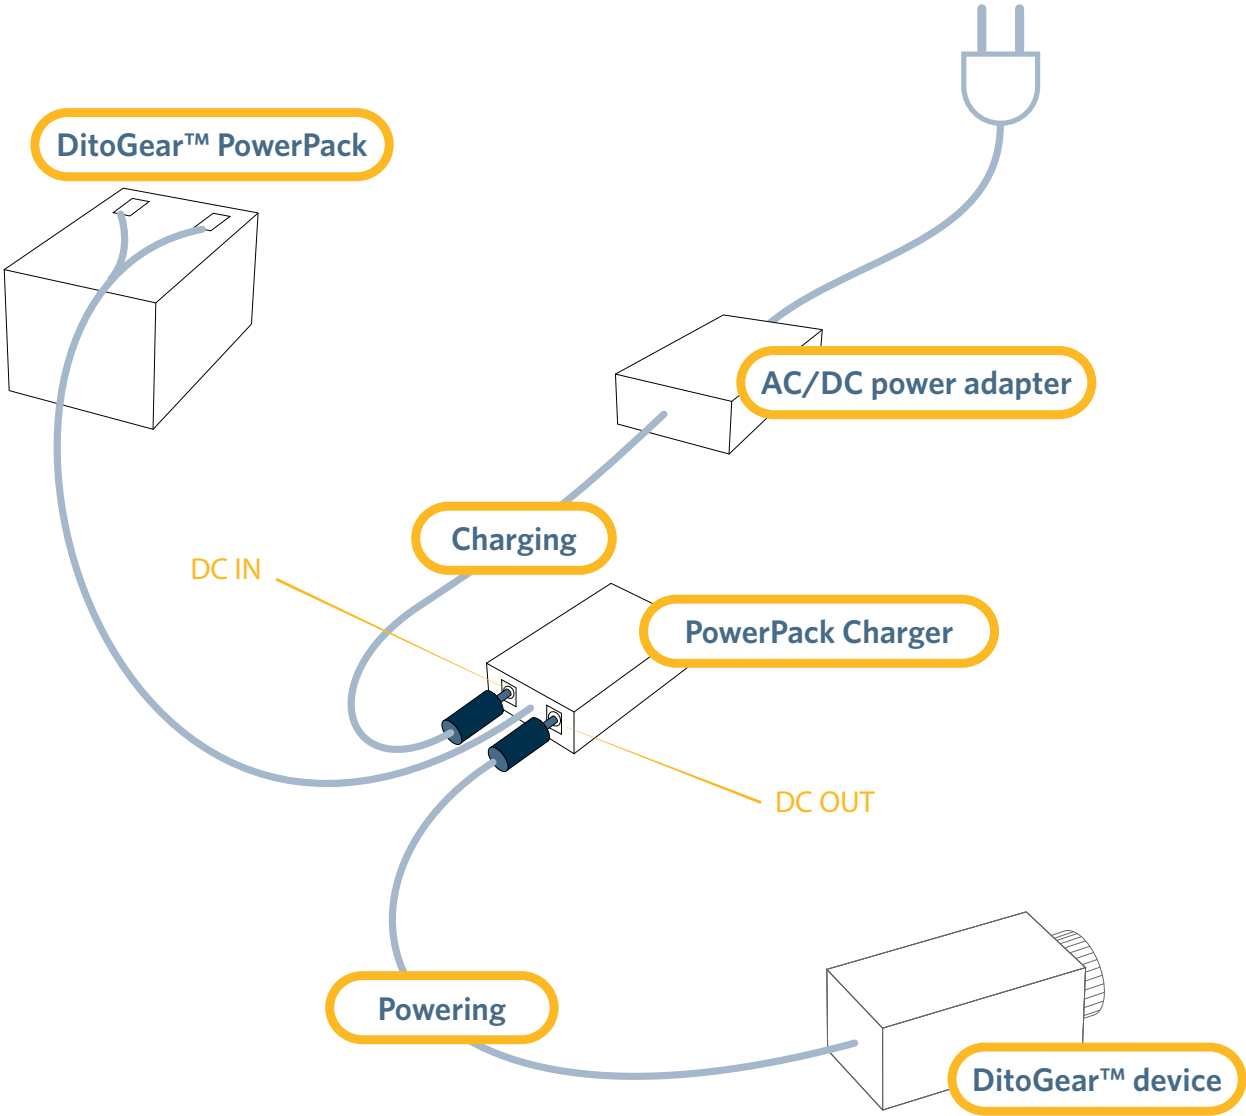 DitoGear™ PowerPack
AC/DC power adapter
Charging
DC IN
PowerPack Charger
DC OUT
Powering
DitoGear™ device